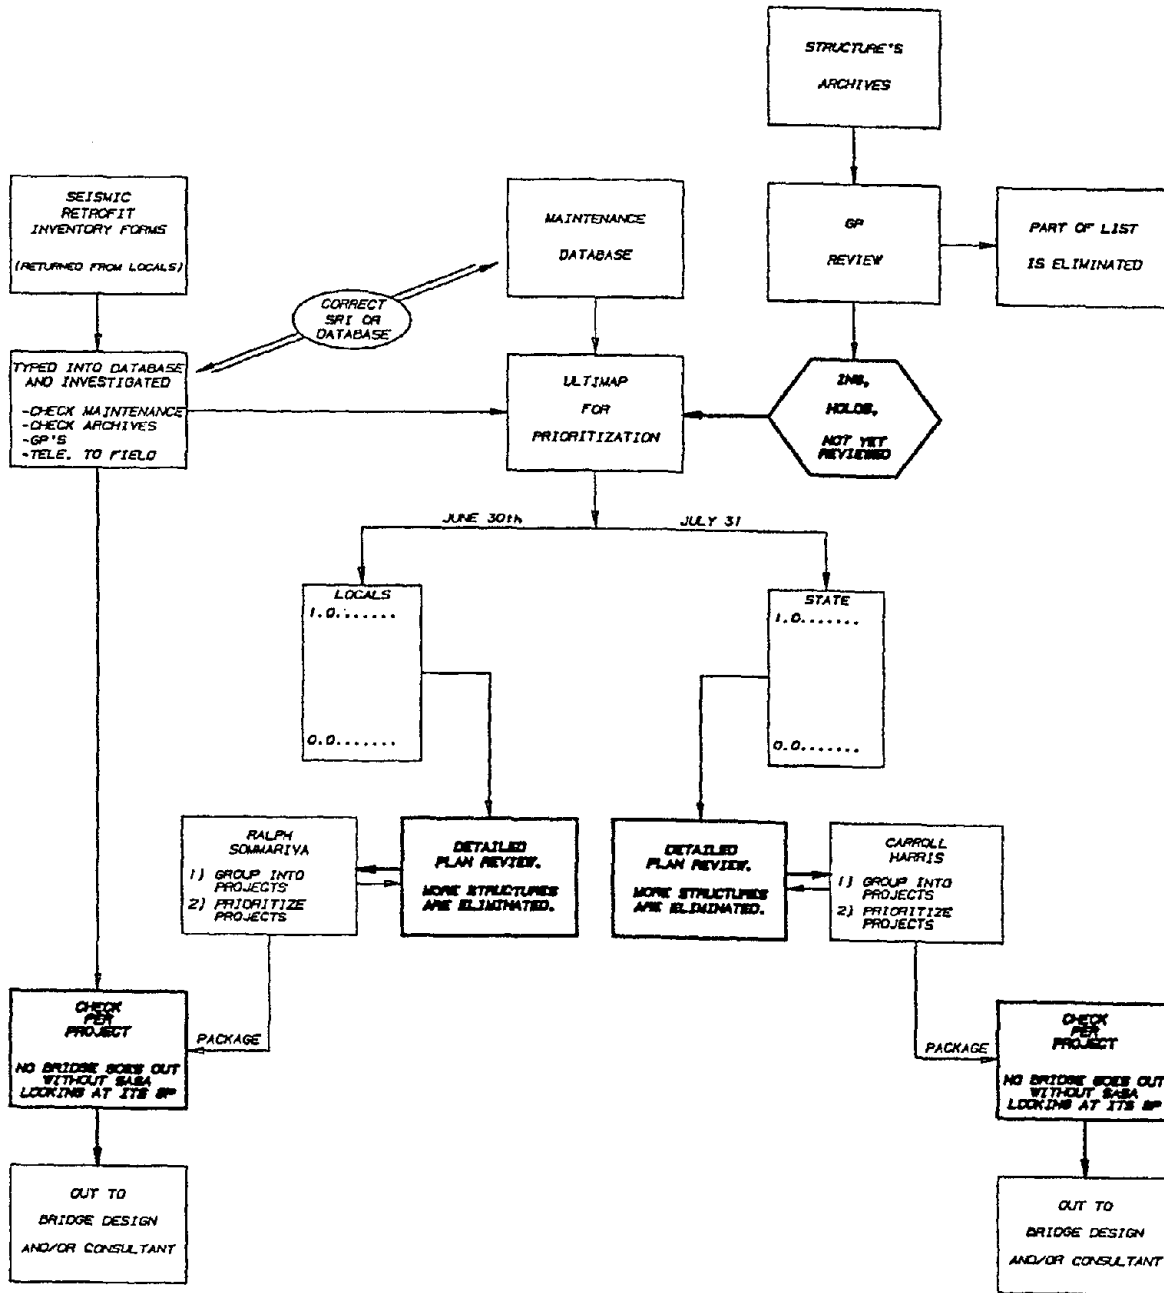 STRUCTURE'S
ARCHIVES
SEISMIC
RETROFIT
INVENTORY FORMS
(RETURNED FROM LOCALS)
MAINTENANCE
DATABASE
GP
REVIEW
PART OF LIST
IS ELIMINATED
CORRECT
SRI OR
DATABASE
TYPED INTO DATABASE
AND INVESTIGATED
-CHECK MAINTENANCE
-CHECK ARCHIVES
-GP'S
-TELE. TO FIELD
ULTIMAP
FOR
PRIORITIZATION
INS,
HOLDS,
NOT YET
REVIEWED
JUNE 30th
JULY 31
LOCALS
1.0.......
0.0.......
STATE
1.0.......
0.0.......
RALPH
SOMMARIVA
1) GROUP INTO
PROJECTS
2) PRIORITIZE
PROJECTS
DETAILED
PLAN REVIEW.
MORE STRUCTURES
ARE ELIMINATED.
DETAILED
PLAN REVIEW.
MORE STRUCTURES
ARE ELIMINATED.
CARROLL
HARRIS
1) GROUP INTO
PROJECTS
2) PRIORITIZE
PROJECTS
CHECK
PER
PROJECT
NO BRIDGE GOES OUT
WITHOUT SASA
LOOKING AT ITS GP
PACKAGE
PACKAGE
CHECK
PER
PROJECT
NO BRIDGE GOES OUT
WITHOUT SASA
LOOKING AT ITS GP
OUT TO
BRIDGE DESIGN
AND/OR CONSULTANT
OUT TO
BRIDGE DESIGN
AND/OR CONSULTANT